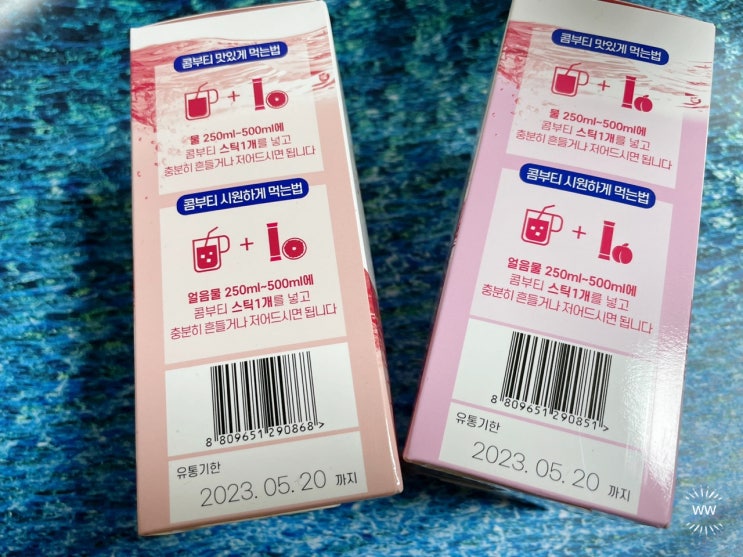 콤부티 맛있게 먹는법
물 250ml~500ml에
콤부티 스틱1개를 넣고
충분히 흔들거나 저어드시면 됩니다
콤부티 시원하게 먹는법
얼음물 250ml~500ml에
콤부티 스틱1개를 넣고
충분히 흔들거나 저어드시면 됩니다
8 809651 290868>
유통기한
2023. 05. 20 까지
콤부티 맛있게 먹는법
물 250ml~500ml에
콤부티 스틱1개를 넣고
충분히 흔들거나 저어드시면 됩니다
콤부티 시원하게 먹는법
얼음물 250ml~500ml에
콤부티 스틱1개를 넣고
충분히 흔들거나 저어드시면 됩니다
8 809651 290851>
유통기한
2023. 05. 20 까지
WW